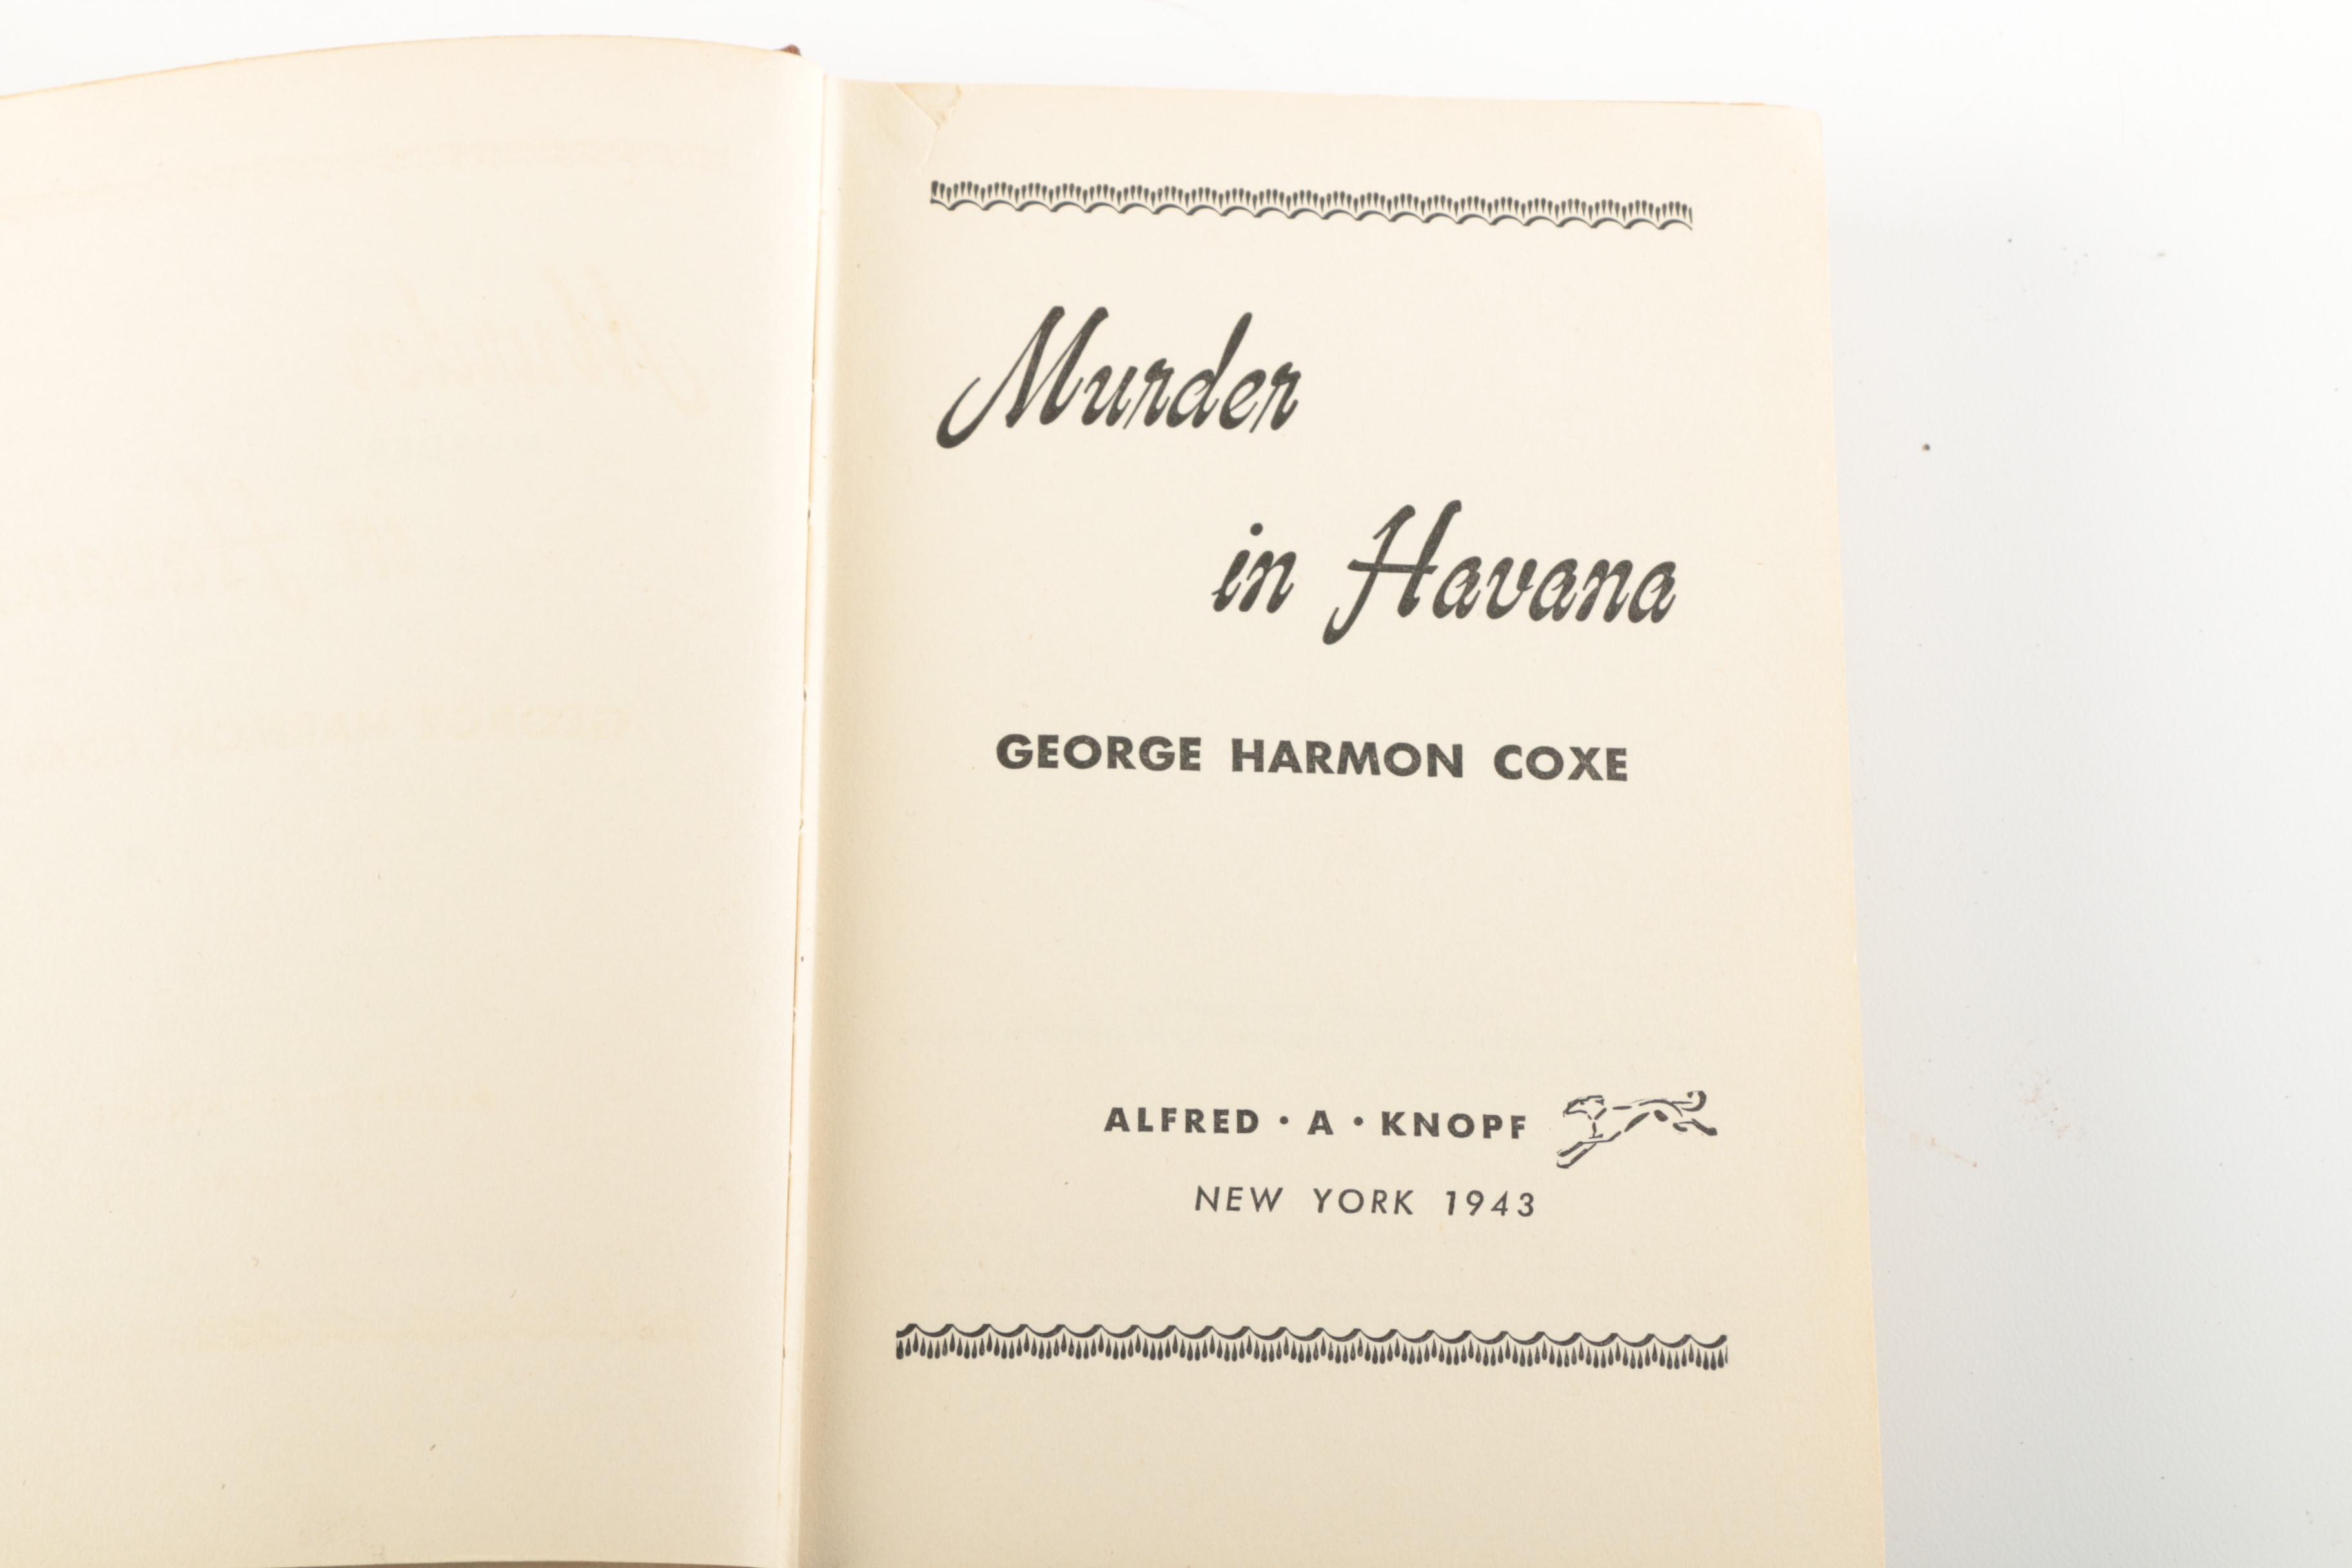 Murder
in Havana
GEORGE HARMON COXE
ALFRED · A · KNOPF
NEW YORK 1943